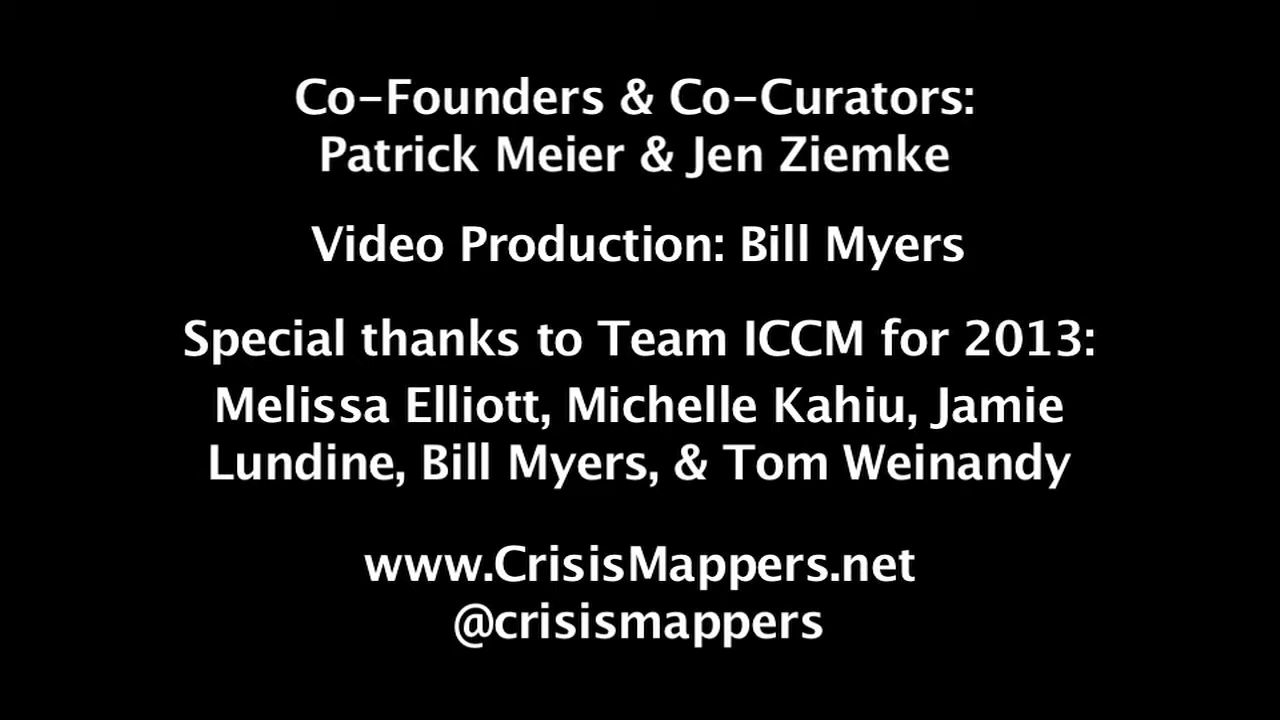 Co-Founders & Co-Curators:
Patrick Meier & Jen Ziemke
Video Production: Bill Myers
Special thanks to Team ICCM for 2013:
Melissa Elliott, Michelle Kahiu, Jamie
Lundine, Bill Myers, & Tom Weinandy
www.CrisisMappers.net
@crisismappers